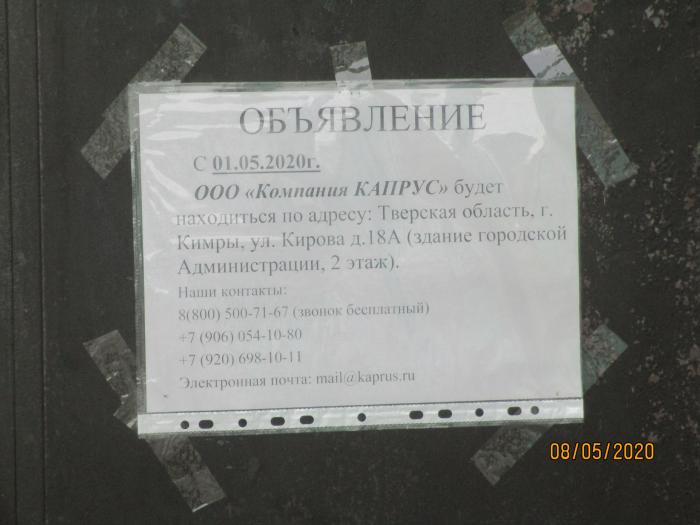 ОБЪЯВЛЕНИЕ
С 01.05.2020г.
ООО «Компания КАПРУС» будет
находиться по адресу: Тверская область, г.
Кимры, ул. Кирова д.18А (здание городской
Администрации, 2 этаж).
Наши контакты:
8(800) 500-71-67 (звонок бесплатный)
+7 (906) 054-10-80
+7 (920) 698-10-11
Электронная почта: mail@kaprus.ru
08/05/2020